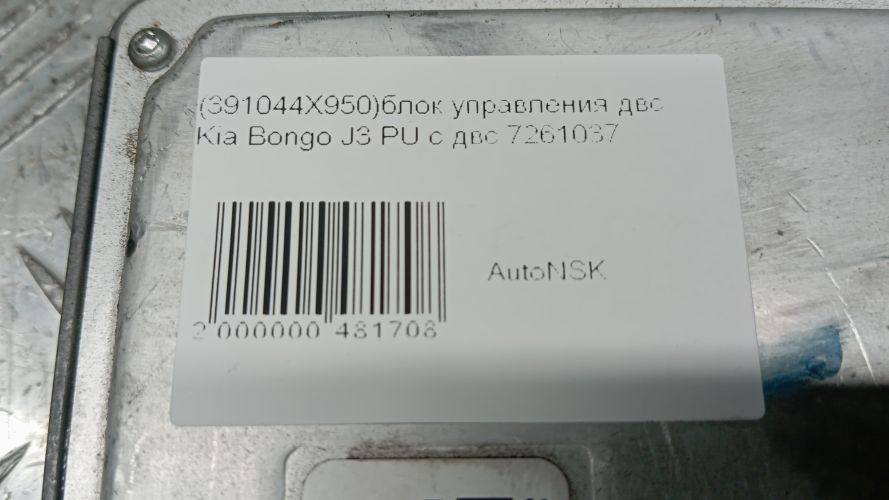 (391044X950)блок управления двс
Kia Bongo J3 PU с двс 7261037
AutoNSK
2 000000 481708